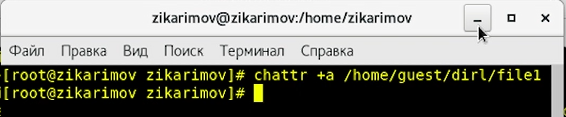 zikarimov@zikarimov:/home/zikarimov
Файл Правка Вид Поиск Терминал Справка
[root@zikarimov zikarimov]# chattr +a /home/guest/dirl/file1
[root@zikarimov zikarimov]#